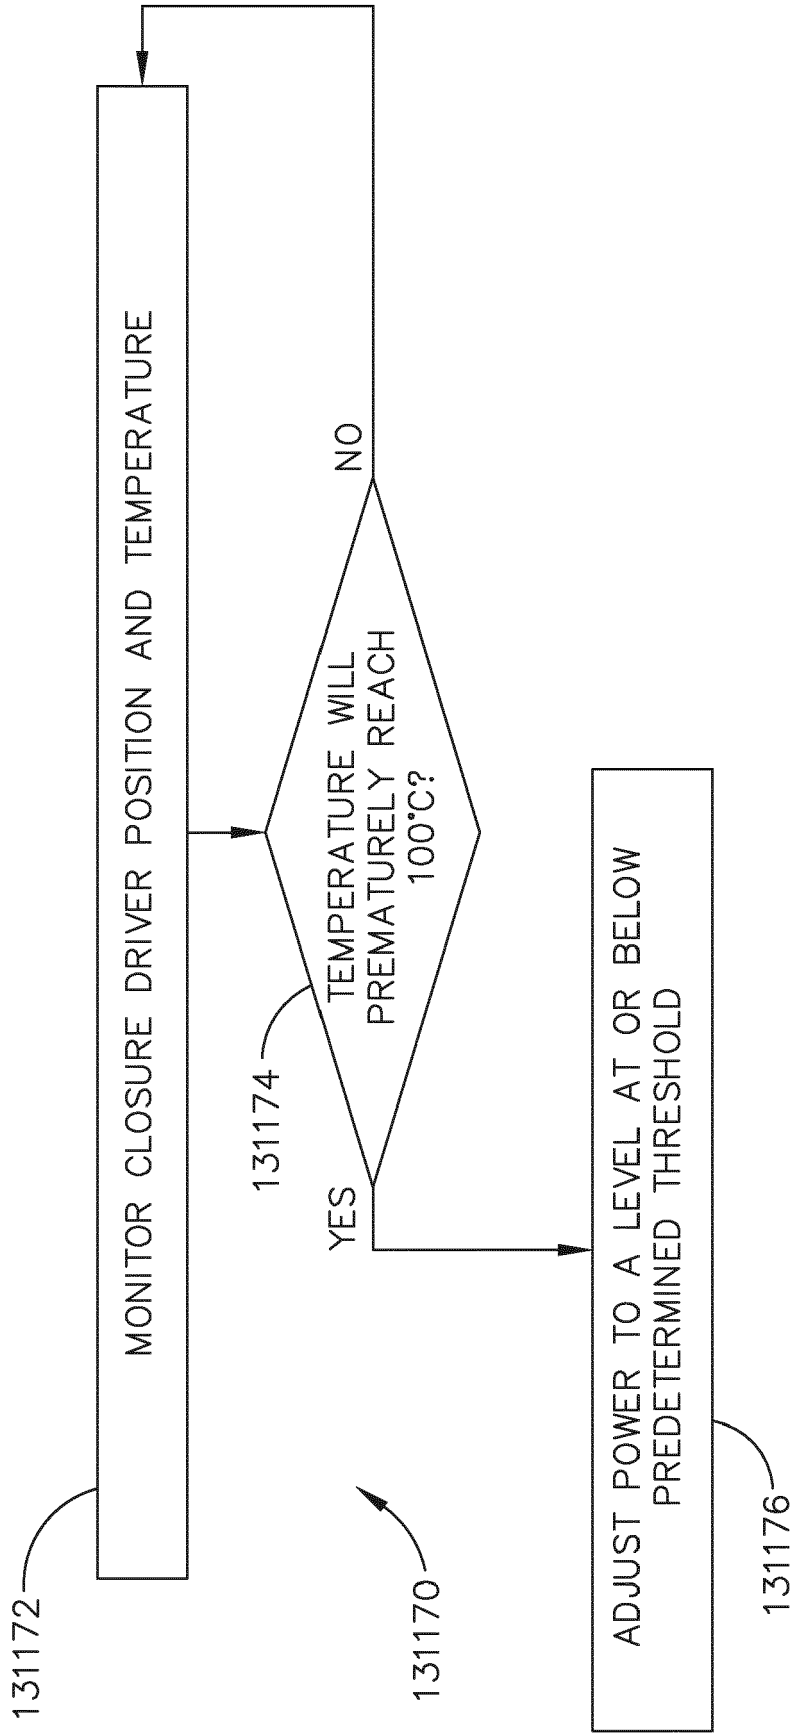 131172
MONITOR CLOSURE DRIVER POSITION AND TEMPERATURE
131174
TEMPERATURE WILL
PREMATURELY REACH
100°C?
YES
NO
131170
ADJUST POWER TO A LEVEL AT OR BELOW
PREDETERMINED THRESHOLD
131176